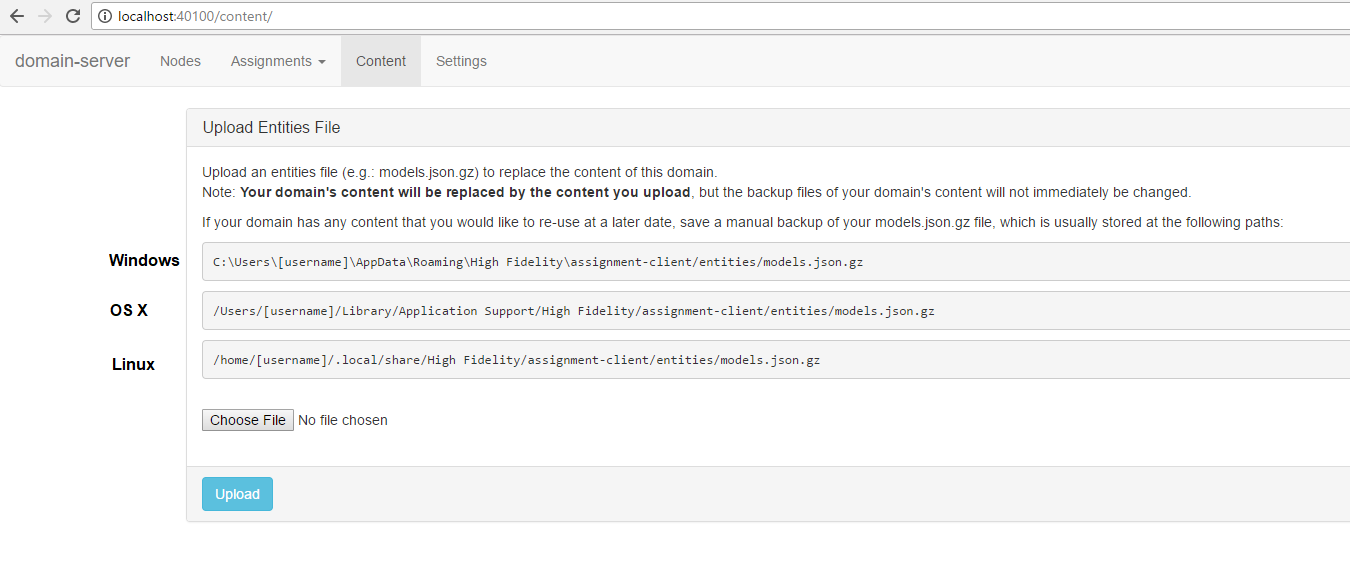 localhost:40100/content/
domain-server Nodes Assignments Content Settings
Upload Entities File
Upload an entities file (e.g.: models.json.gz) to replace the content of this domain.
Note: Your domain's content will be replaced by the content you upload, but the backup files of your domain's content will not immediately be changed.
If your domain has any content that you would like to re-use at a later date, save a manual backup of your models.json.gz file, which is usually stored at the following paths:
Windows C:\Users\[username]\AppData\Roaming\High Fidelity\assignment-client/entities/models.json.gz
OS X /Users/[username]/Library/Application Support/High Fidelity/assignment-client/entities/models.json.gz
Linux /home/[username]/.local/share/High Fidelity/assignment-client/entities/models.json.gz
Choose File No file chosen
Upload